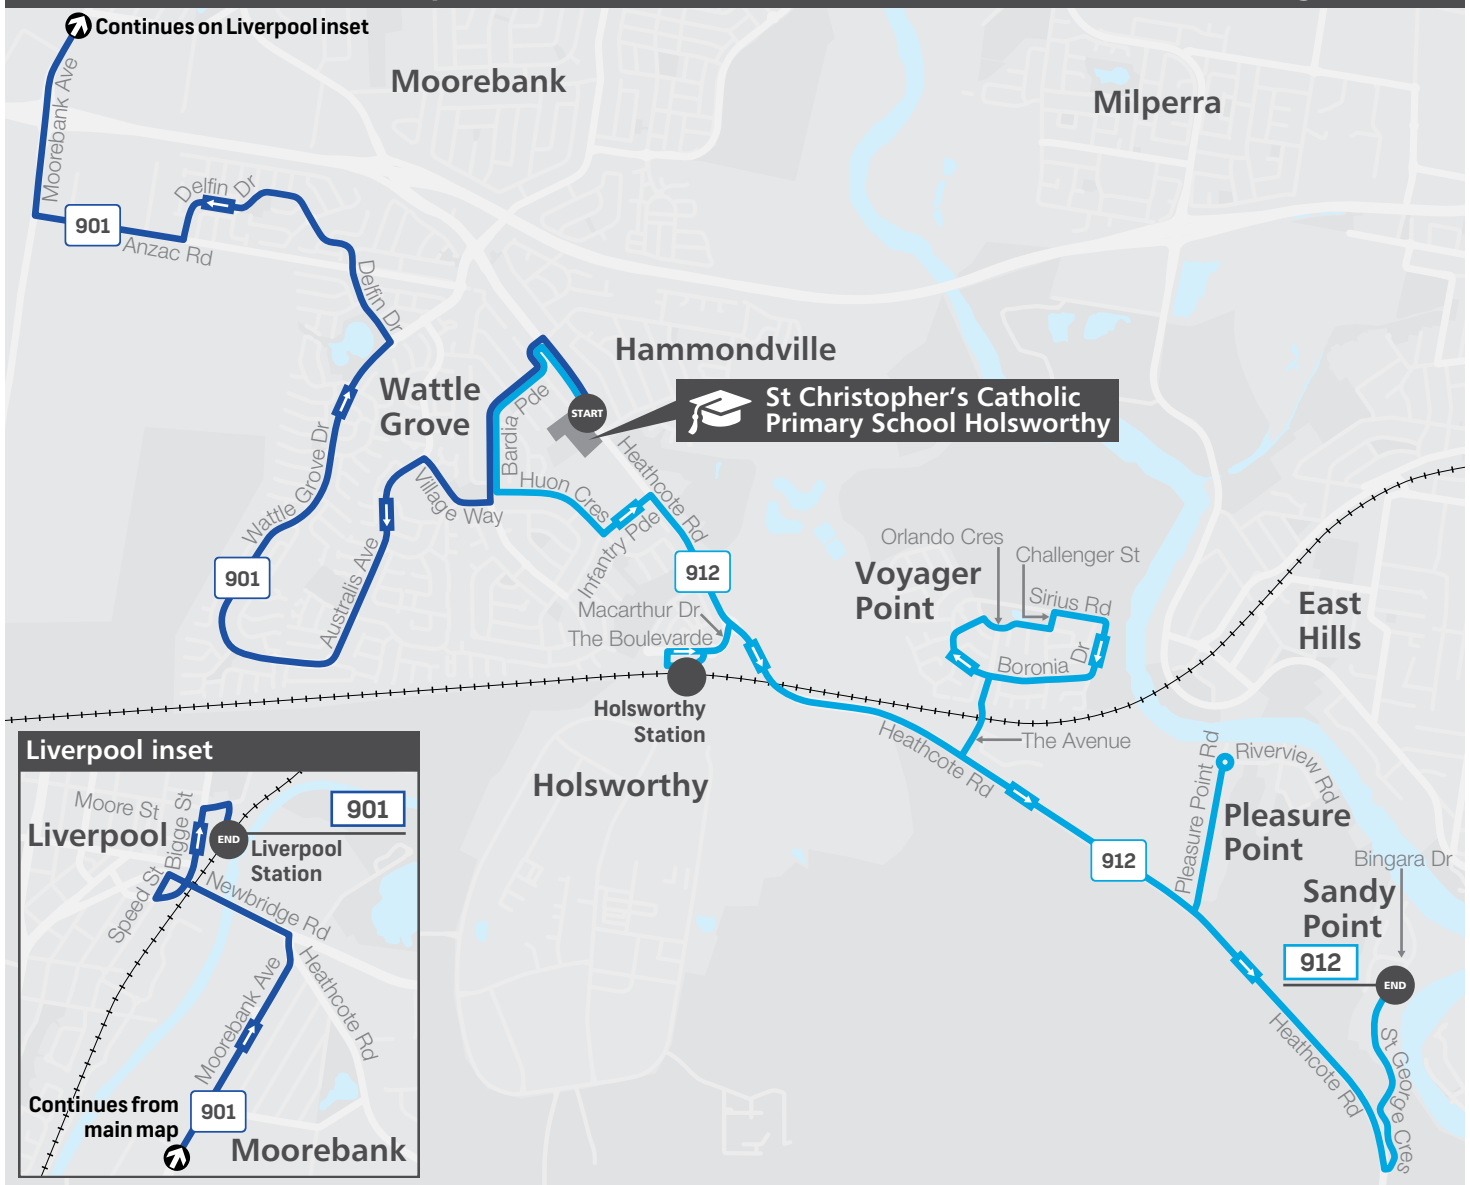 Continues on Liverpool inset
Moorebank
Milperra
Moorebank Ave
Delfin Dr
901
Anzac Rd
Delfin Dr
Hammondville
Wattle
Grove
St Christopher's Catholic
Primary School Holsworthy
START
Bardia Pde
Heathcote Rd
Wattle Grove Dr
Village Way
Huon Cres
Infantry Pde
Australis Ave
901
912
Orlando Cres
Challenger St
Voyager
Point
Sirius Rd
East
Hills
Macarthur Dr
The Boulevarde
Boronia Dr
Holsworthy
Station
The Avenue
Heathcote Rd
Holsworthy
Pleasure Point Rd
Riverview Rd
Pleasure
Point
912
Bingara Dr
Sandy
Point
912
END
Heathcote Rd
St George Cres
Liverpool inset
Moore St
Bigge St
901
Liverpool
END
Liverpool
Station
Speed St
Newbridge Rd
Heathcote Rd
Moorebank Ave
Continues from
main map
901
Moorebank